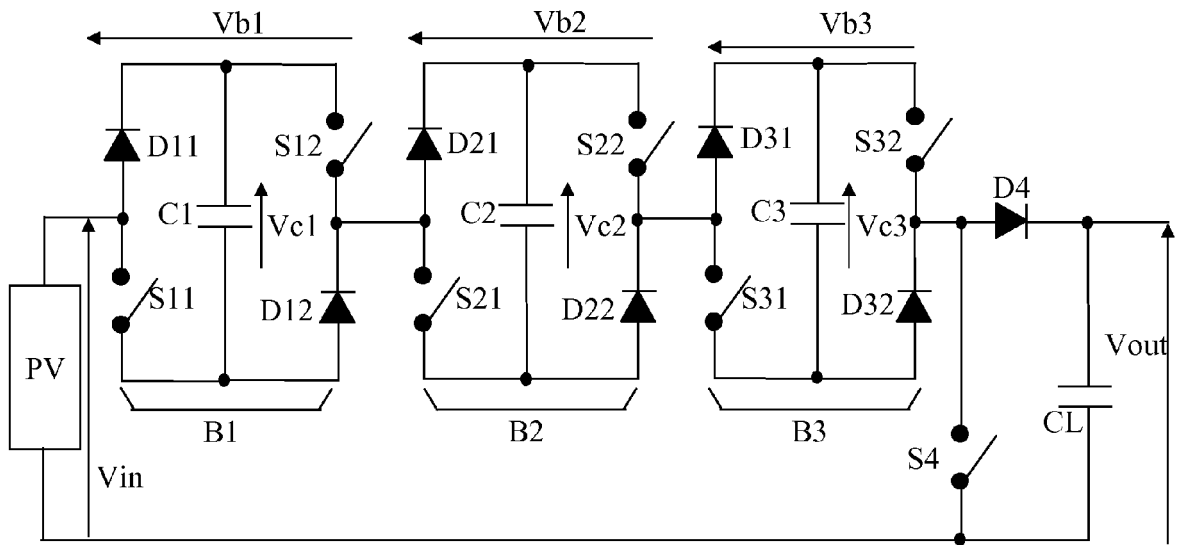 Vb1
Vb2
Vb3
D11
S12
D21
S22
D31
S32
D4
C1
Vc1
C2
Vc2
C3
Vc3
S11
D12
S21
D22
S31
D32
PV
Vout
CL
B1
B2
B3
S4
Vin